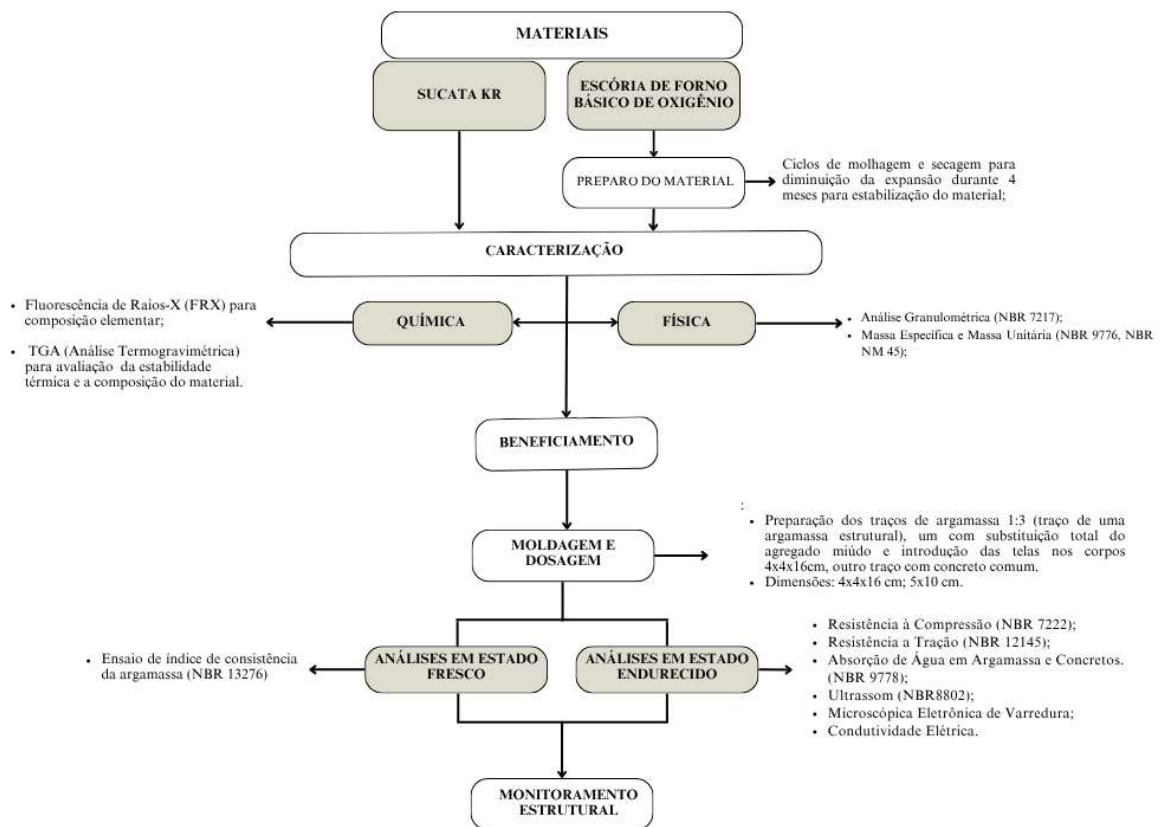 MATERIAIS
SUCATA KR
ESCÓRIA DE FORNO
BÁSICO DE OXIGÊNIO
PREPARO DO MATERIAL
Ciclos de molhagem e secagem para
diminuição da expansão durante 4
meses para estabilização do material;
CARACTERIZAÇÃO
• Fluorescência de Raios-X (FRX) para
composição elementar;
• TGA (Análise Termogravimétrica)
para avaliação da estabilidade
térmica e a composição do material.
QUÍMICA
FÍSICA
• Análise Granulométrica (NBR 7217);
• Massa Específica e Massa Unitária (NBR 9776, NBR
NM 45);
BENEFICIAMENTO
MOLDAGEM E
DOSAGEM
:
• Preparação dos traços de argamassa 1:3 (traço de uma
argamassa estrutural), um com substituição total do
agregado miúdo e introdução das telas nos corpos
4x4x16cm, outro traço com concreto comum.
• Dimensões: 4x4x16 cm; 5x10 cm.
• Ensaio de índice de consistência
da argamassa (NBR 13276)
ANÁLISES EM ESTADO
FRESCO
ANÁLISES EM ESTADO
ENDURECIDO
• Resistência à Compressão (NBR 7222);
• Resistência a Tração (NBR 12145);
• Absorção de Água em Argamassa e Concretos.
(NBR 9778);
• Ultrassom (NBR8802);
• Microscópica Eletrônica de Varredura;
• Condutividade Elétrica.
MONITORAMENTO
ESTRUTURAL